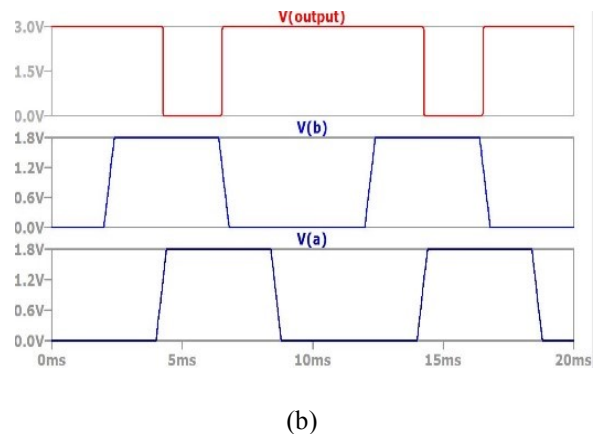 V(output)
3.0V
1.5V
0.0V
V(b)
1.8V
1.2V
0.6V
0.0V
V(a)
1.8V
1.2V
0.6V
0.0V
0ms 5ms 10ms 15ms 20ms
(b)